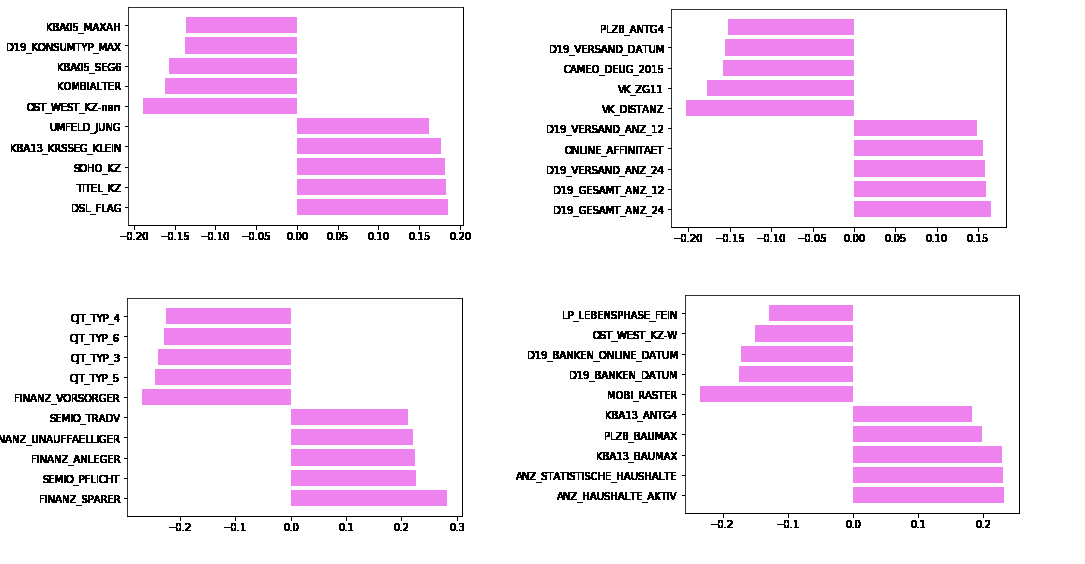 KBA05_MAXAH
D19_KONSUMTYP_MAX
KBA05_SEG6
KOMBIALTER
OST_WEST_KZ-nan
UMFELD_JUNG
KBA13_KRSSEG_KLEIN
SOHO_KZ
TITEL_KZ
DSL_FLAG
−0.20 −0.15 −0.10 −0.05 0.00 0.05 0.10 0.15 0.20
PLZ8_ANTG4
D19_VERSAND_DATUM
CAMEO_DEUG_2015
VK_ZG11
VK_DISTANZ
D19_VERSAND_ANZ_12
ONLINE_AFFINITAET
D19_VERSAND_ANZ_24
D19_GESAMT_ANZ_12
D19_GESAMT_ANZ_24
−0.20 −0.15 −0.10 −0.05 0.00 0.05 0.10 0.15
CJT_TYP_4
CJT_TYP_6
CJT_TYP_3
CJT_TYP_5
FINANZ_VORSORGER
SEMIO_TRADV
NANZ_UNAUFFAELLIGER
FINANZ_ANLEGER
SEMIO_PFLICHT
FINANZ_SPARER
−0.2 −0.1 0.0 0.1 0.2 0.3
LP_LEBENSPHASE_FEIN
OST_WEST_KZ-W
D19_BANKEN_ONLINE_DATUM
D19_BANKEN_DATUM
MOBI_RASTER
KBA13_ANTG4
PLZ8_BAUMAX
KBA13_BAUMAX
ANZ_STATISTISCHE_HAUSHALTE
ANZ_HAUSHALTE_AKTIV
−0.2 −0.1 0.0 0.1 0.2